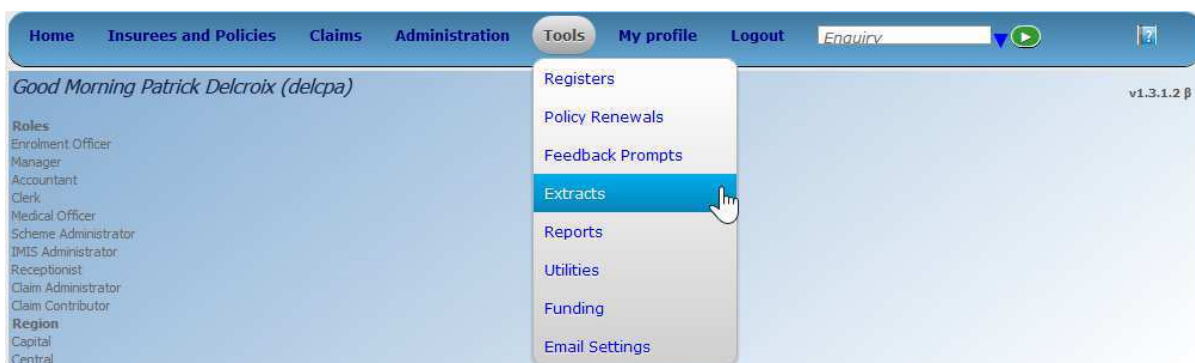 Home Insurees and Policies Claims Administration Tools My profile Logout Enquiry
Good Morning Patrick Delcroix (delcpa)
v1.3.1.2 β
Roles
Enrolment Officer
Manager
Accountant
Clerk
Medical Officer
Scheme Administrator
IMIS Administrator
Receptionist
Claim Administrator
Claim Contributor
Region
Capital
Central
Registers
Policy Renewals
Feedback Prompts
Extracts
Reports
Utilities
Funding
Email Settings